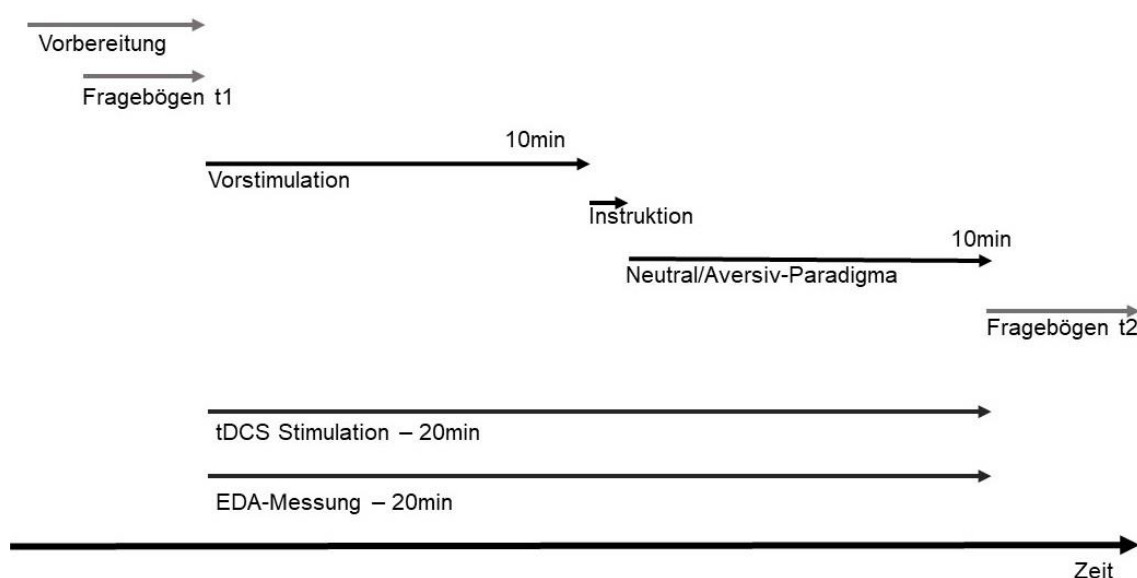 Vorbereitung
Fragebögen t1
10min
Vorstimulation
Instruktion
10min
Neutral/Aversiv-Paradigma
Fragebögen t2
tDCS Stimulation – 20min
EDA-Messung – 20min
Zeit